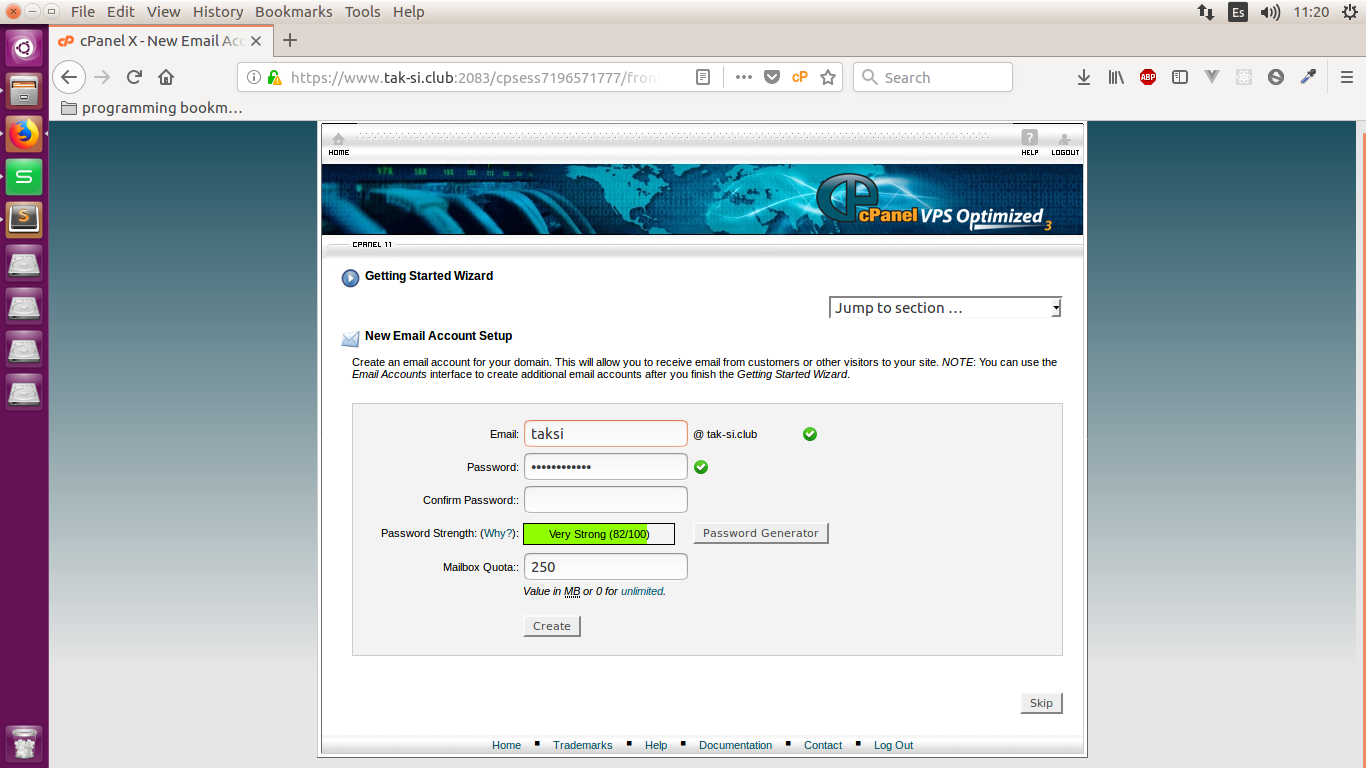 File Edit View History Bookmarks Tools Help
Es
11:20
cPanel X - New Email Acc
https://www.tak-si.club:2083/cpsess7196571777/fron
cP
Search
ABP
programming bookm…
HOME
HELP
LOGOUT
cPanel VPS Optimized 3
CPANEL 11
Getting Started Wizard
Jump to section …
New Email Account Setup
Create an email account for your domain. This will allow you to receive email from customers or other visitors to your site. NOTE: You can use the
Email Accounts interface to create additional email accounts after you finish the Getting Started Wizard.
Email: taksi @ tak-si.club
Password: ••••••••••••
Confirm Password::
Password Strength: (Why?): Very Strong (82/100) Password Generator
Mailbox Quota:: 250
Value in MB or 0 for unlimited.
Create
Skip
Home ▪ Trademarks ▪ Help ▪ Documentation ▪ Contact ▪ Log Out